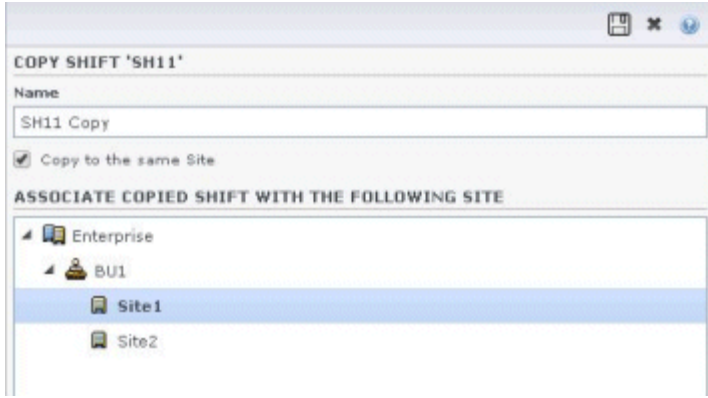 COPY SHIFT 'SH11'
Name
SH11 Copy
Copy to the same Site
ASSOCIATE COPIED SHIFT WITH THE FOLLOWING SITE
Enterprise
BU1
Site1
Site2